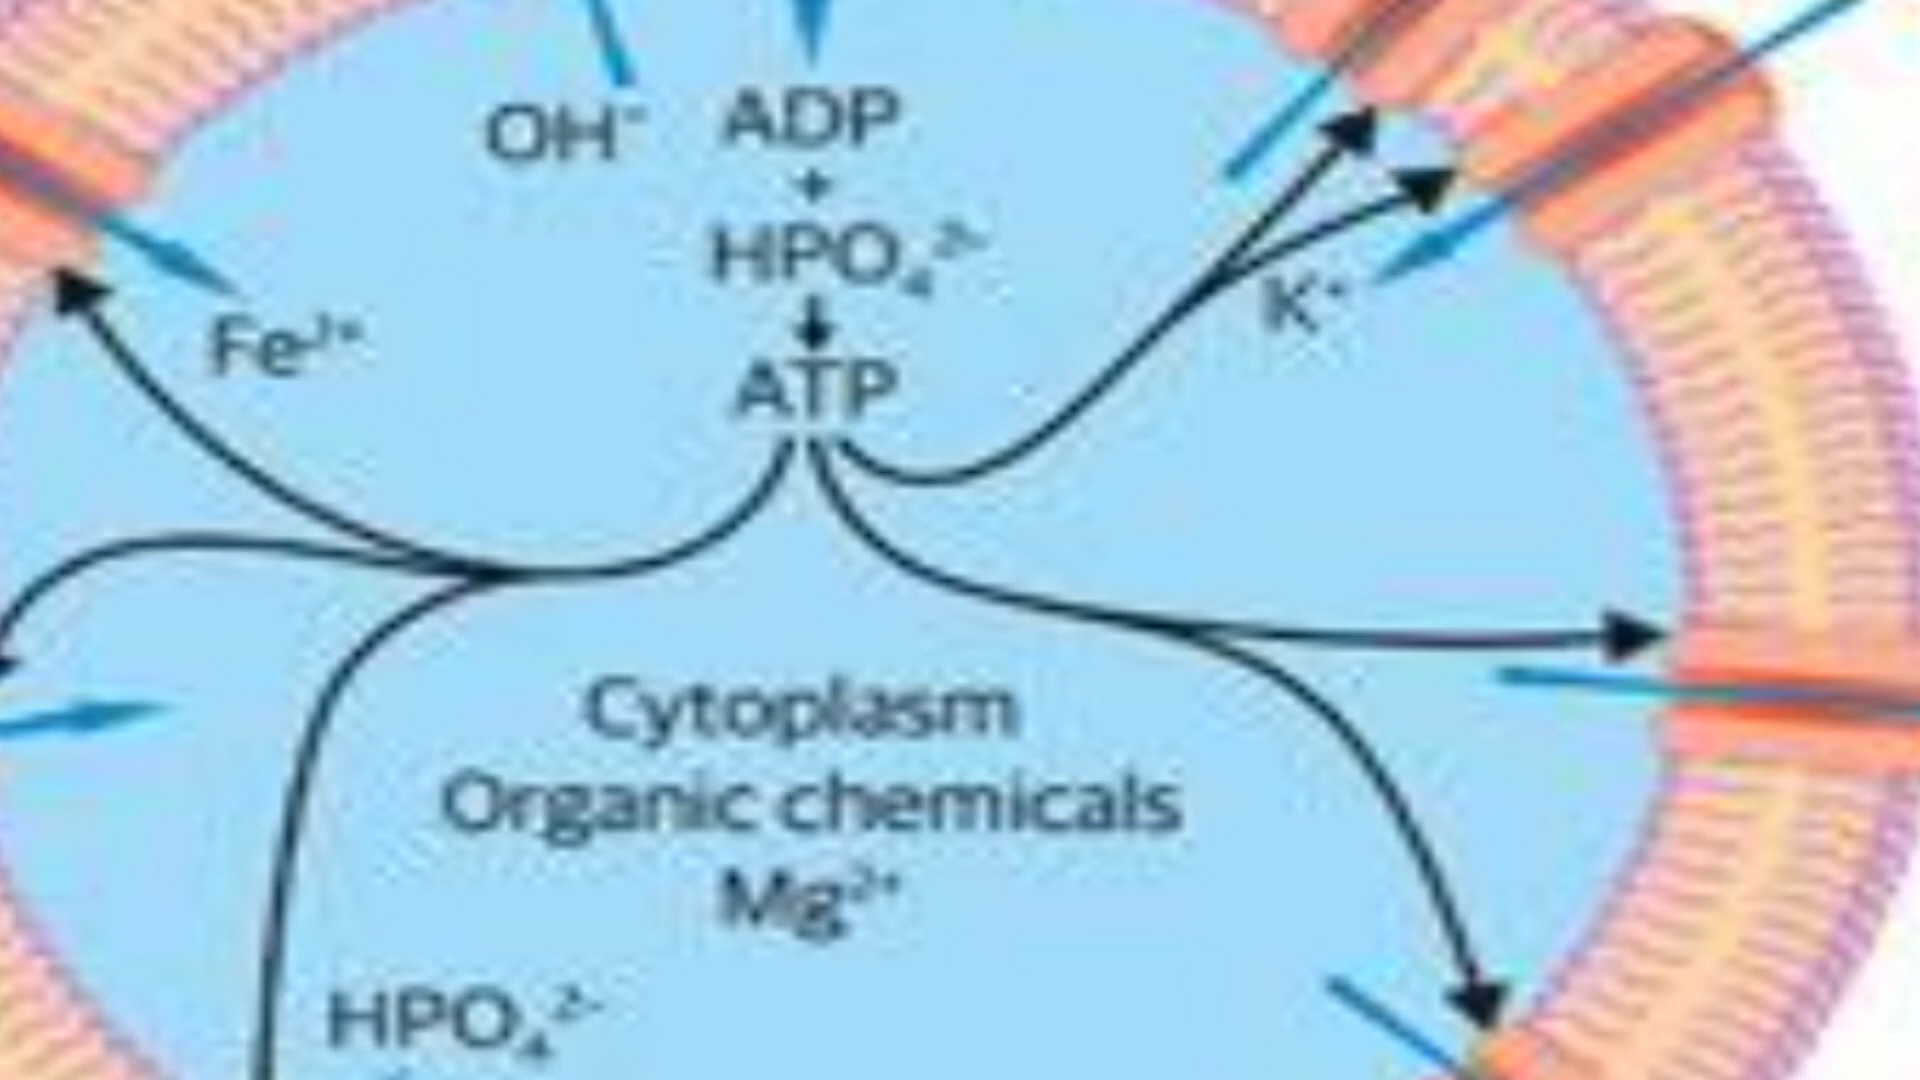 OH⁻
ADP
+
HPO₄²⁻
K⁺
Fe²⁺
ATP
Cytoplasm
Organic chemicals
Mg²⁺
HPO₄²⁻